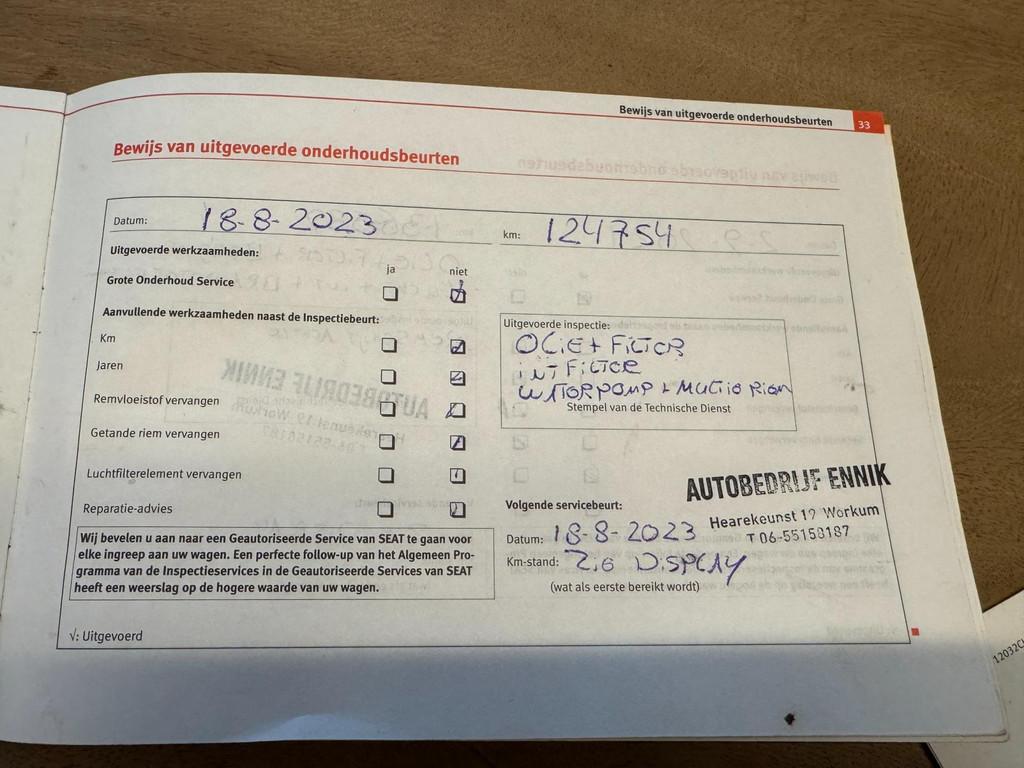 Bewijs van uitgevoerde onderhoudsbeurten 33
Bewijs van uitgevoerde onderhoudsbeurten
Datum: 18-8-2023 km: 124754
Uitgevoerde werkzaamheden:
ja niet
Grote Onderhoud Service
Aanvullende werkzaamheden naast de Inspectiebeurt:
Km
Jaren
Remvloeistof vervangen
Getande riem vervangen
Luchtfilterelement vervangen
Reparatie-advies
Uitgevoerde inspectie:
OLIE + FILTER
INT FILTER
WATERPOMP + MULTIO RIEM
Stempel van de Technische Dienst
AUTOBEDRIJF ENNIK
Hearekeunst 19 Workum
T 06-55158187
Volgende servicebeurt:
Datum: 18-8-2023
Km-stand: ZIE DISPLAY
(wat als eerste bereikt wordt)
Wij bevelen u aan naar een Geautoriseerde Service van SEAT te gaan voor
elke ingreep aan uw wagen. Een perfecte follow-up van het Algemeen Pro-
gramma van de Inspectieservices in de Geautoriseerde Services van SEAT
heeft een weerslag op de hogere waarde van uw wagen.
√: Uitgevoerd